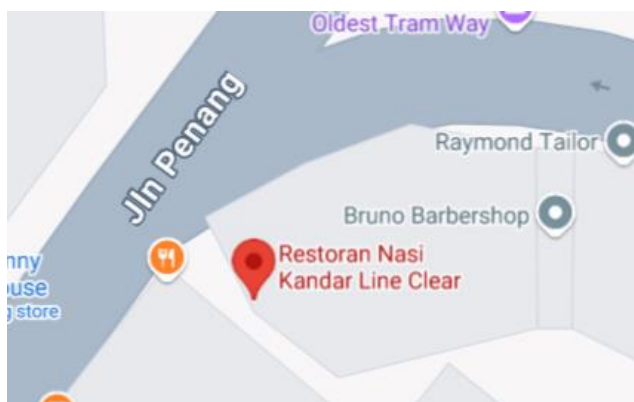 Oldest Tram Way
Jln Penang
Raymond Tailor
Bruno Barbershop
Restoran Nasi
Kandar Line Clear
nny
ouse
g store